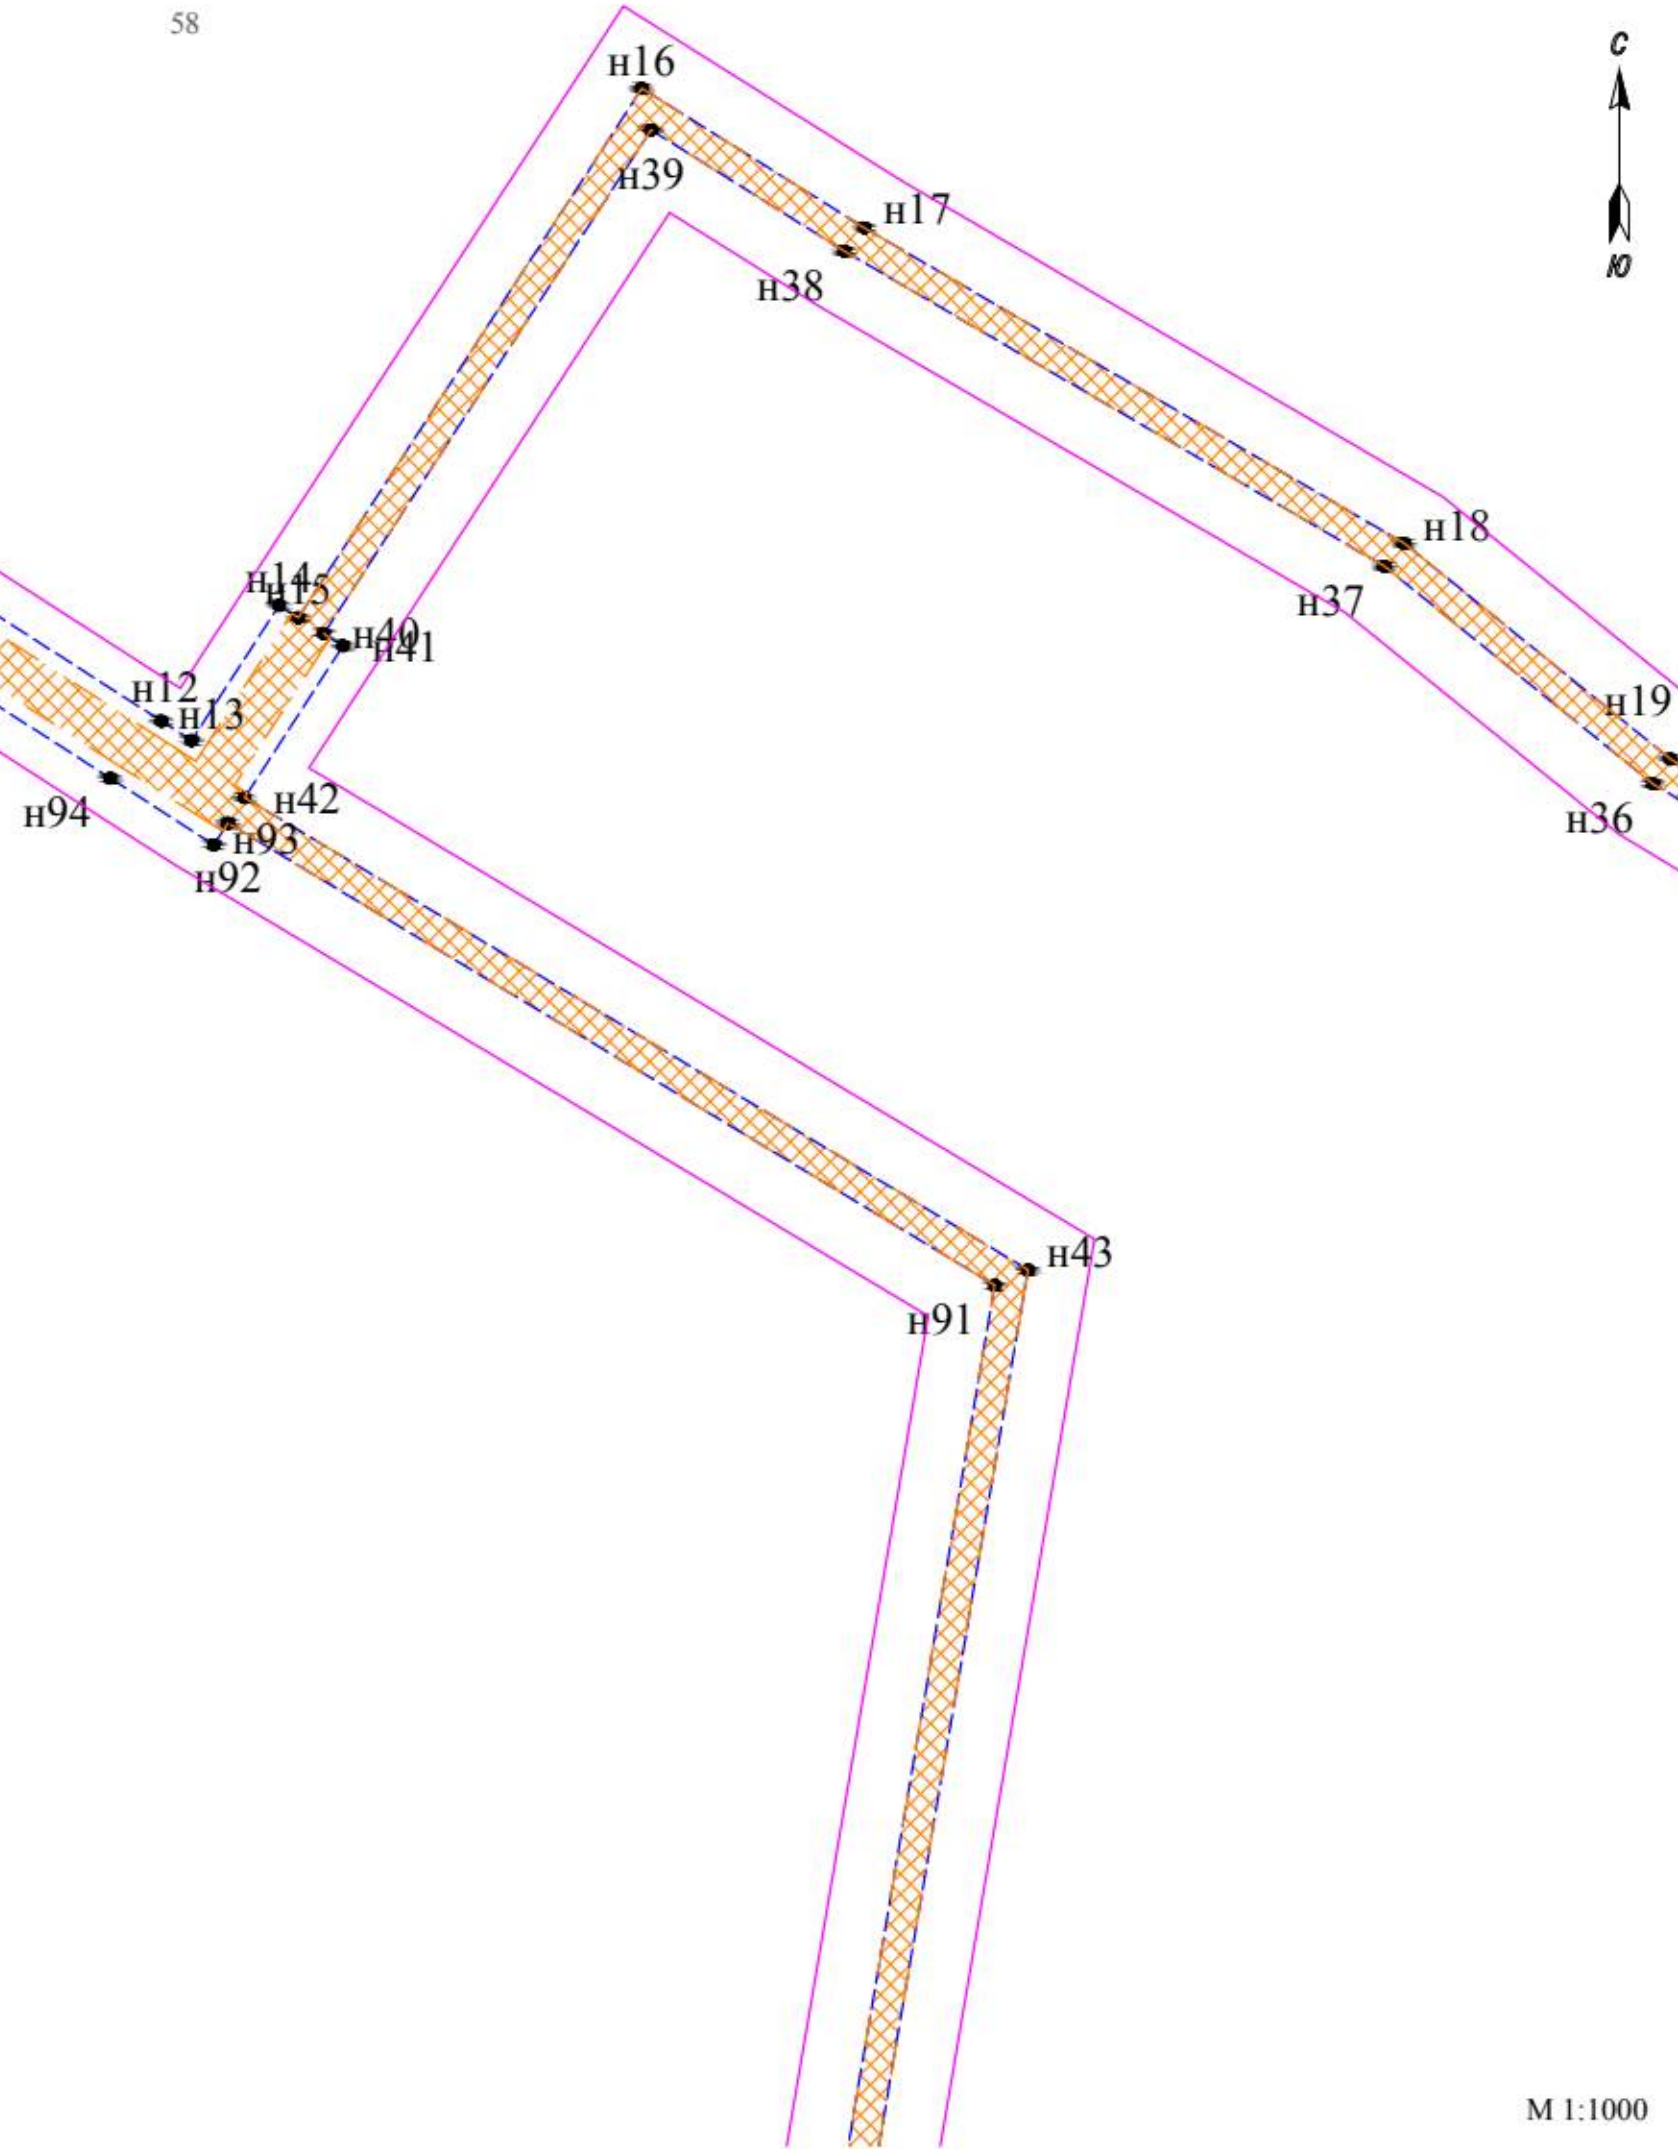 58
н16
С
н39
н17
н38
Ю
н18
н14
н15
н37
н40
н41
н12
н13
н19
н94
н42
н36
н93
н92
н43
н91
М 1:1000